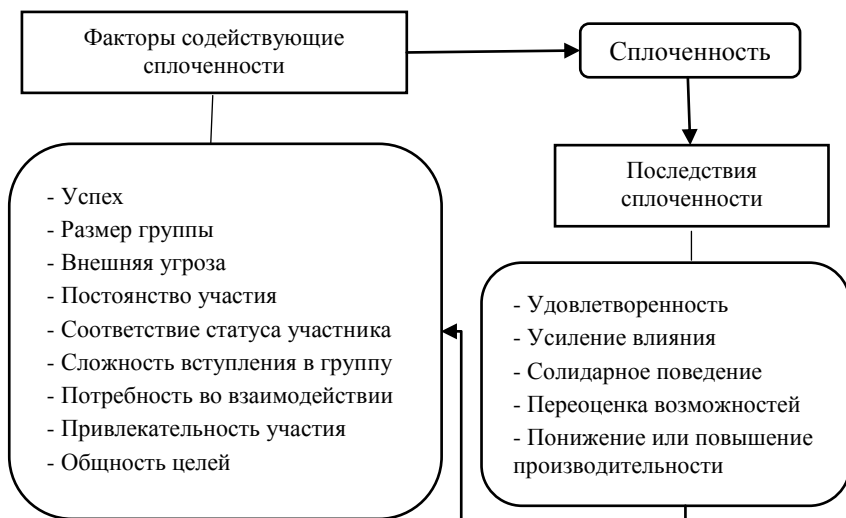 Факторы содействующие
сплоченности
Сплоченность
- Успех
- Размер группы
- Внешняя угроза
- Постоянство участия
- Соответствие статуса участника
- Сложность вступления в группу
- Потребность во взаимодействии
- Привлекательность участия
- Общность целей
Последствия
сплоченности
- Удовлетворенность
- Усиление влияния
- Солидарное поведение
- Переоценка возможностей
- Понижение или повышение
производительности